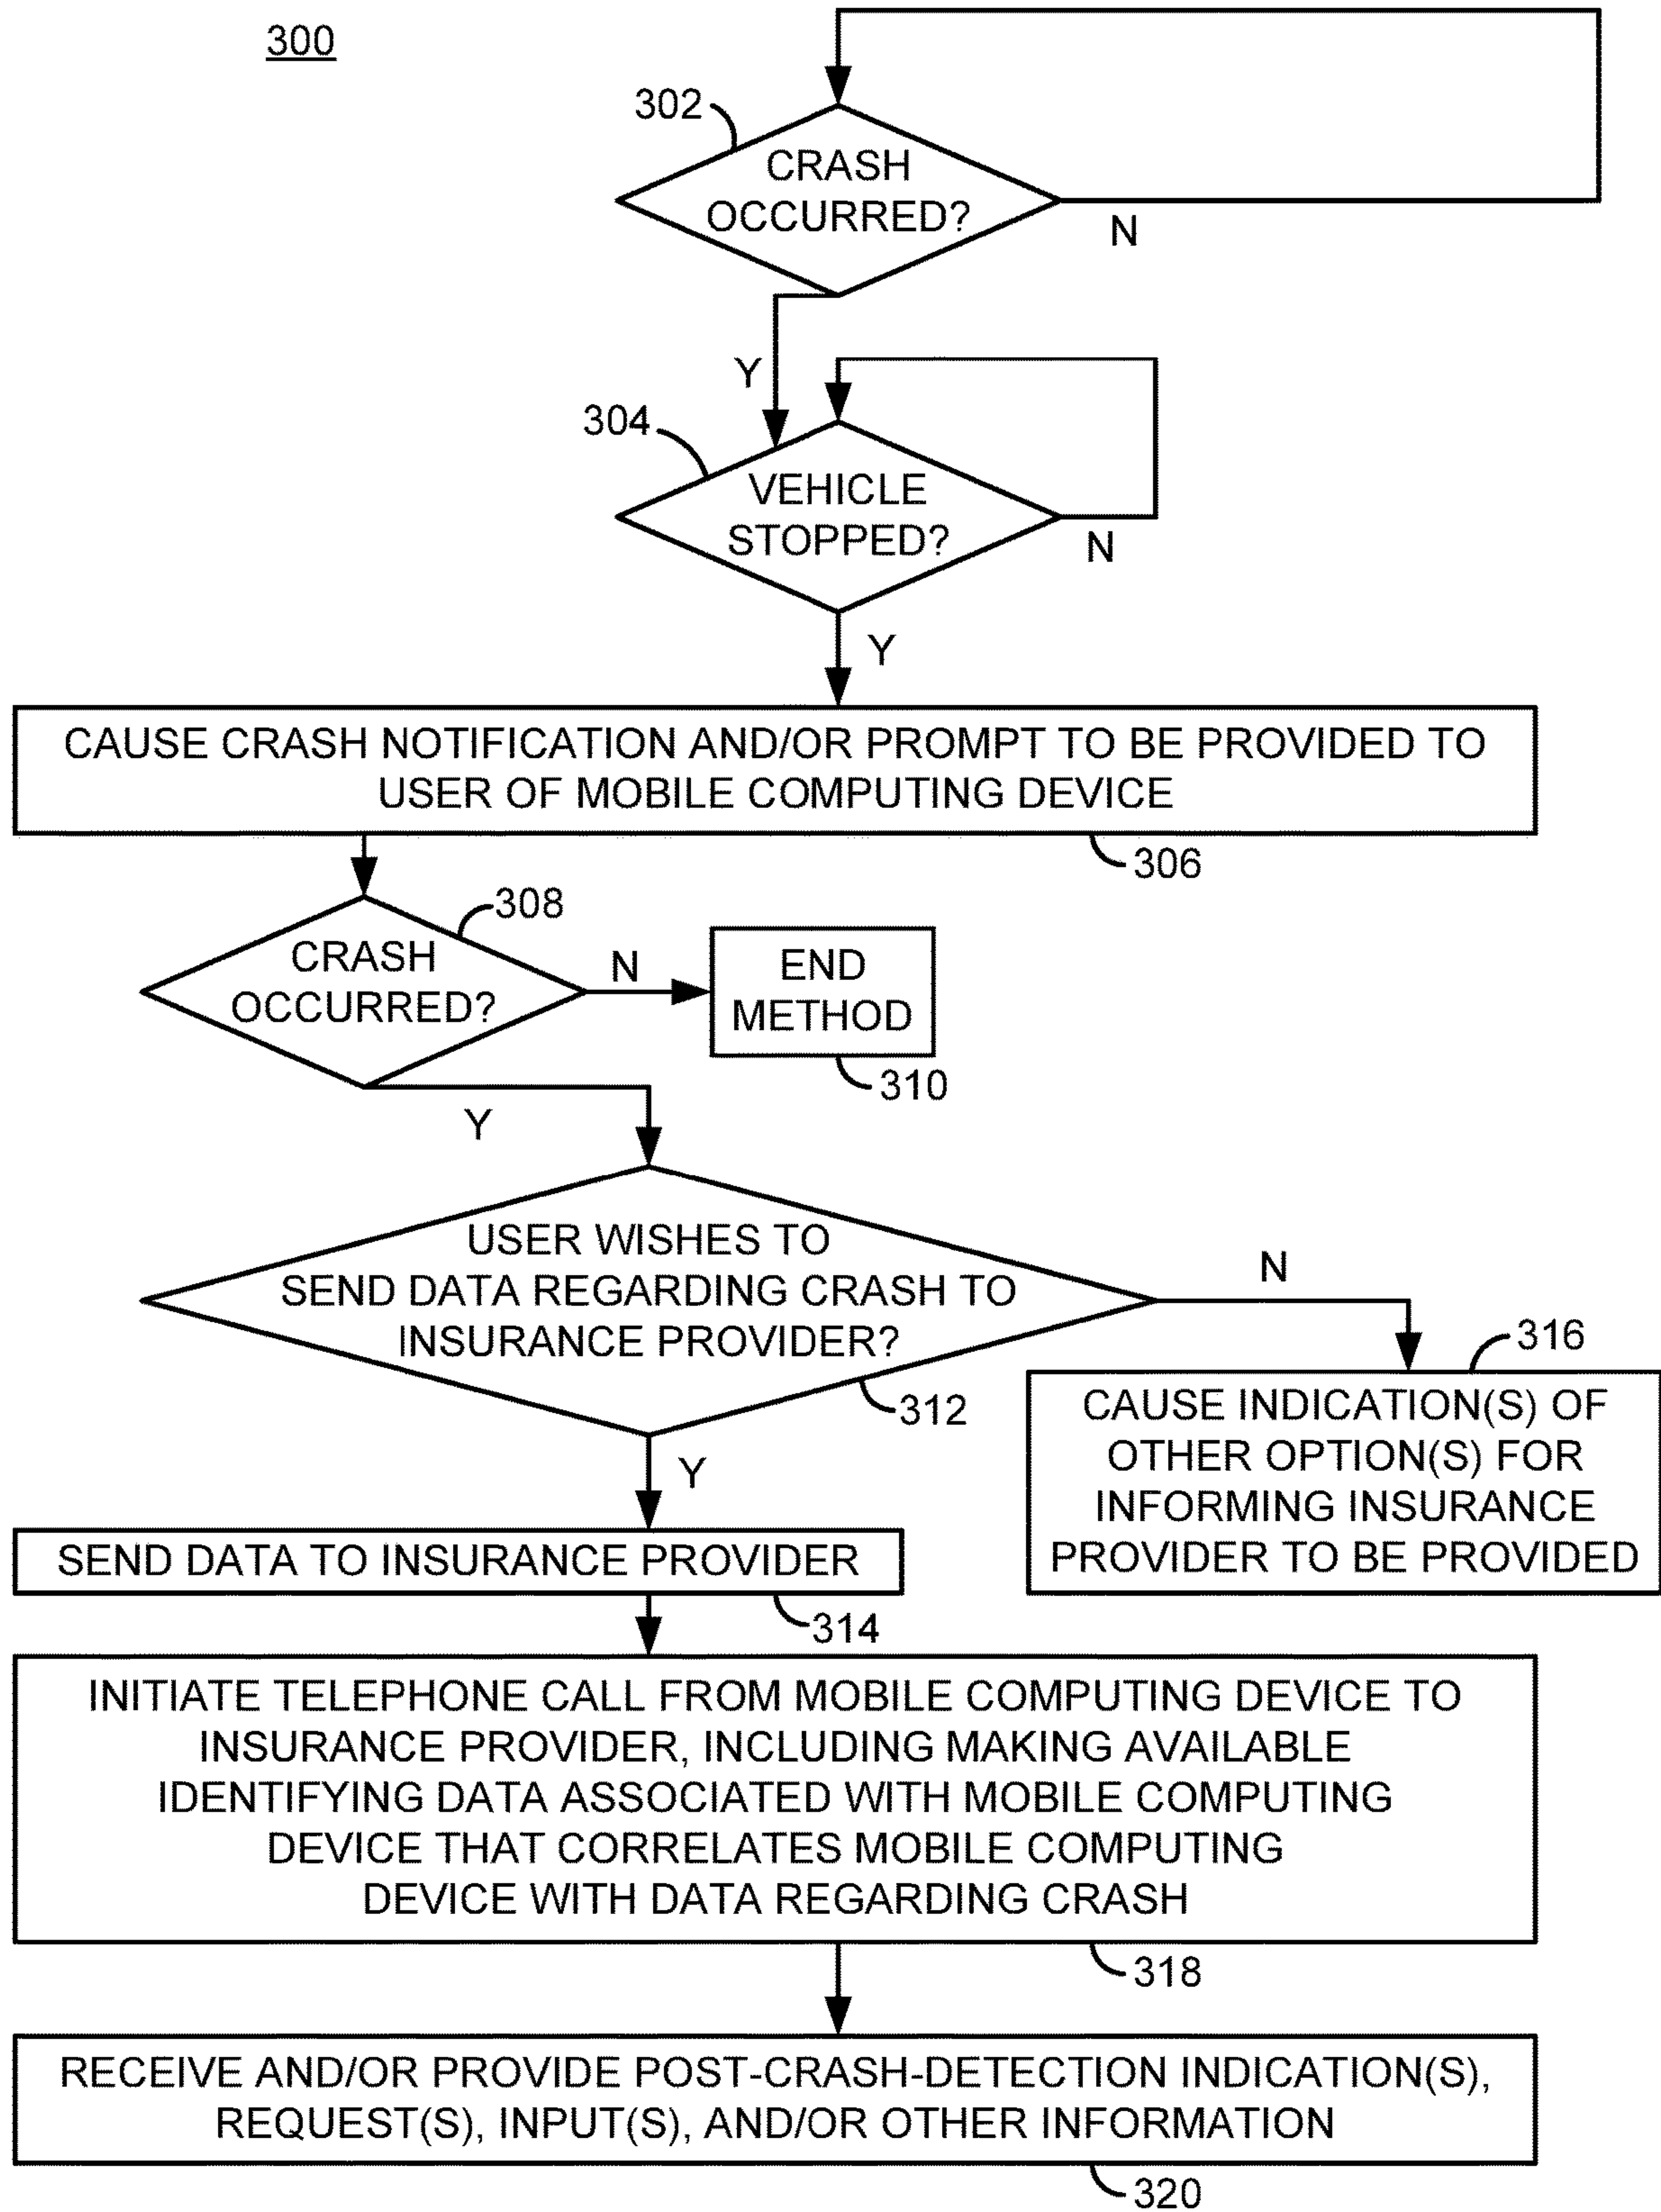 300
302
CRASH
OCCURRED?
N
Y
304
VEHICLE
STOPPED?
N
Y
CAUSE CRASH NOTIFICATION AND/OR PROMPT TO BE PROVIDED TO
USER OF MOBILE COMPUTING DEVICE
306
308
CRASH
OCCURRED?
N
END
METHOD
310
Y
USER WISHES TO
SEND DATA REGARDING CRASH TO
INSURANCE PROVIDER?
N
312
316
CAUSE INDICATION(S) OF
OTHER OPTION(S) FOR
INFORMING INSURANCE
PROVIDER TO BE PROVIDED
Y
SEND DATA TO INSURANCE PROVIDER
314
INITIATE TELEPHONE CALL FROM MOBILE COMPUTING DEVICE TO
INSURANCE PROVIDER, INCLUDING MAKING AVAILABLE
IDENTIFYING DATA ASSOCIATED WITH MOBILE COMPUTING
DEVICE THAT CORRELATES MOBILE COMPUTING
DEVICE WITH DATA REGARDING CRASH
318
RECEIVE AND/OR PROVIDE POST-CRASH-DETECTION INDICATION(S),
REQUEST(S), INPUT(S), AND/OR OTHER INFORMATION
320